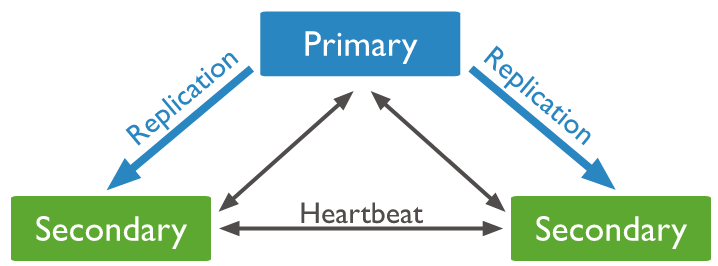 Primary
Replication
Replication
Heartbeat
Secondary
Secondary